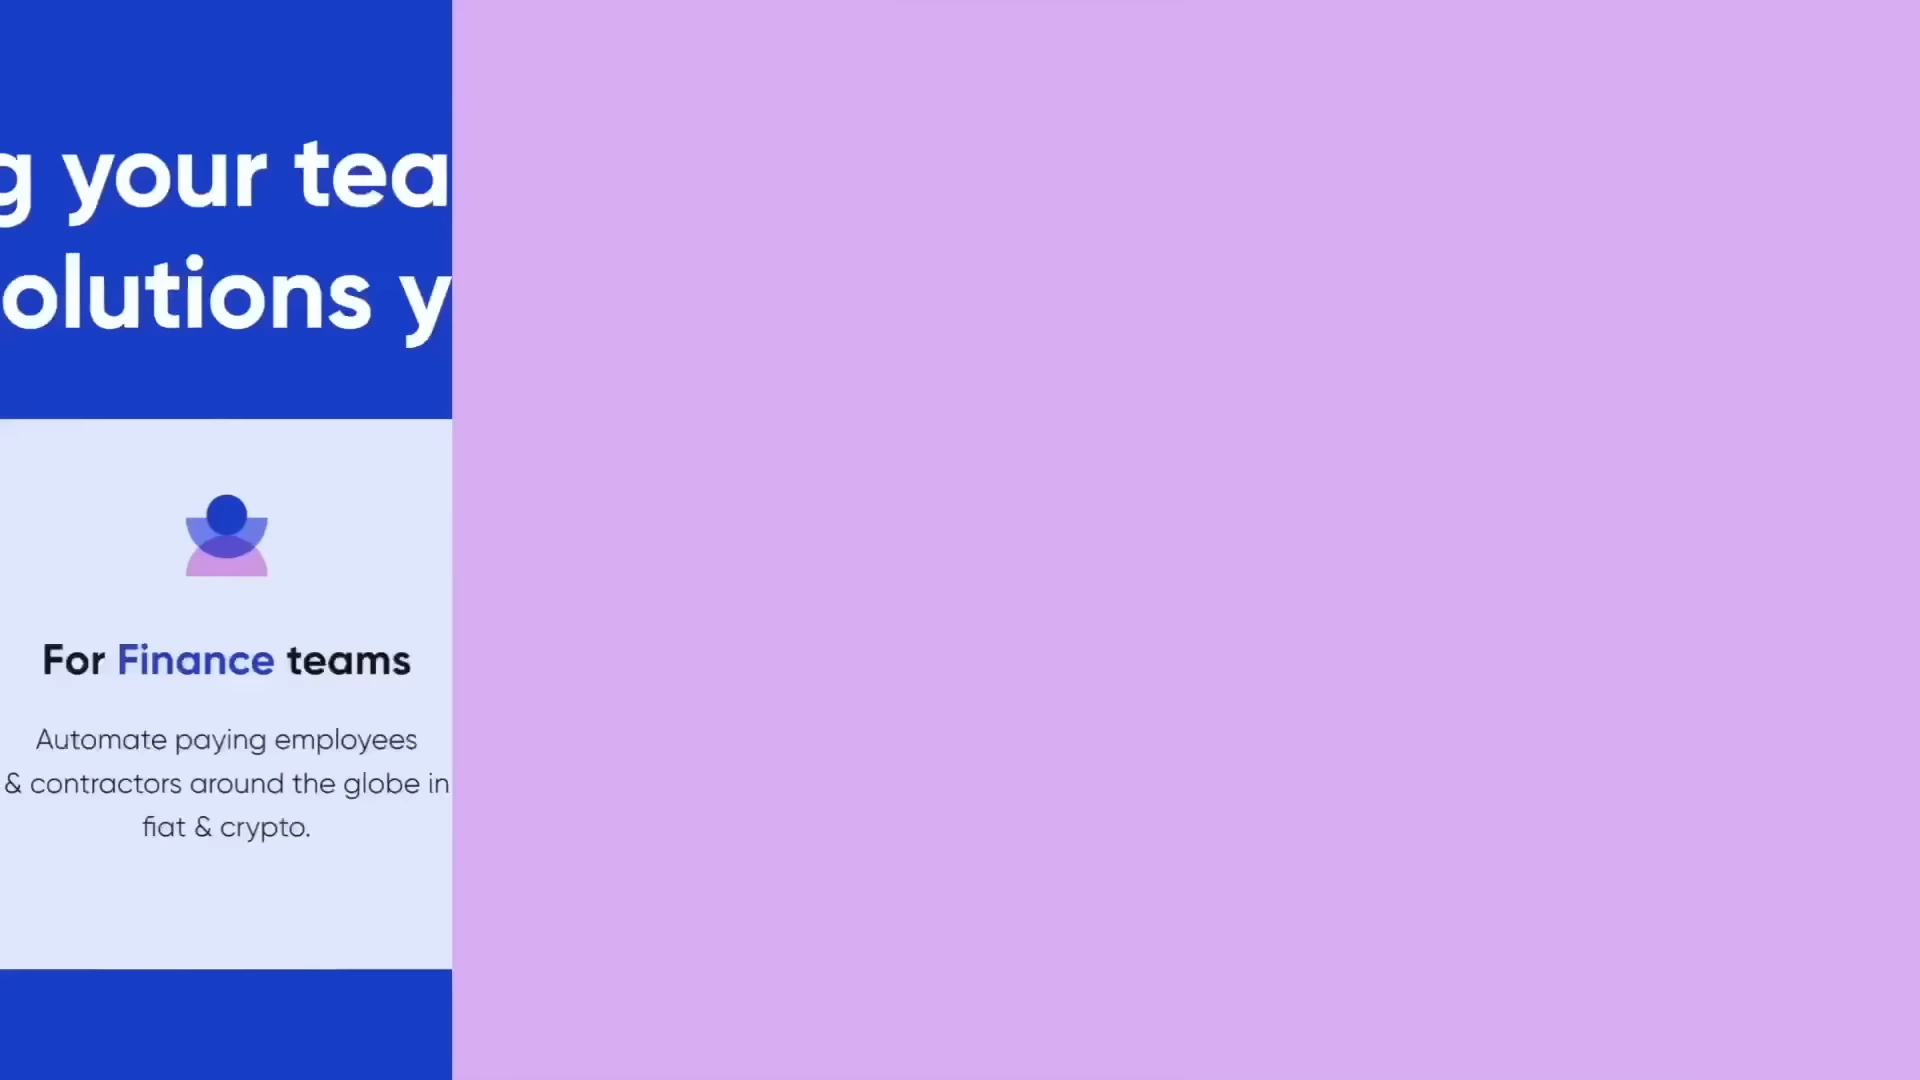 g your tea
olutions y
For Finance teams
Automate paying employees
& contractors around the globe in
fiat & crypto.